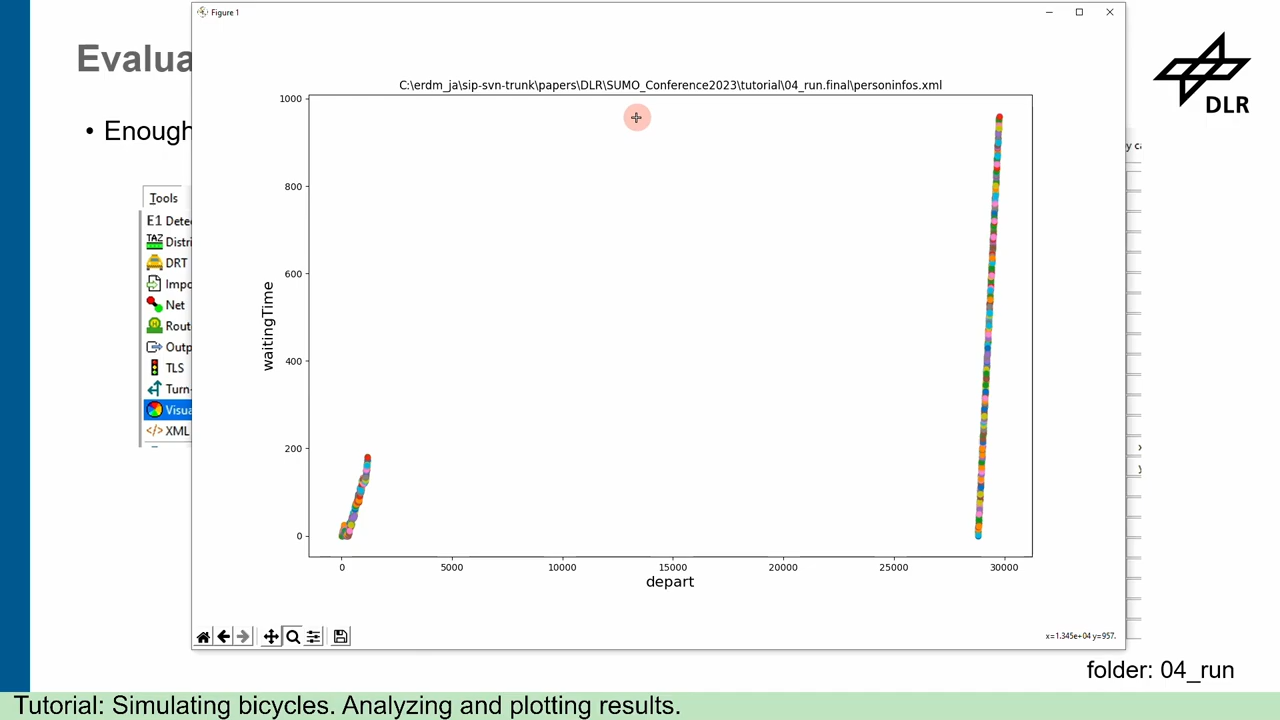 Figure 1
Evalua
DLR
• Enough
C:\erdm_ja\sip-svn-trunk\papers\DLR\SUMO_Conference2023\tutorial\04_run.final\personinfos.xml
1000
800
600
400
200
0
waitingTime
0 5000 10000 15000 20000 25000 30000
depart
Tools
E1 Dete
TAZ Distri
DRT
Impo
Net
Rout
Outp
TLS
Turn-
Visua
</> XML
y ca
x
y
x=1.345e+04 y=957.
folder: 04_run
Tutorial: Simulating bicycles. Analyzing and plotting results.